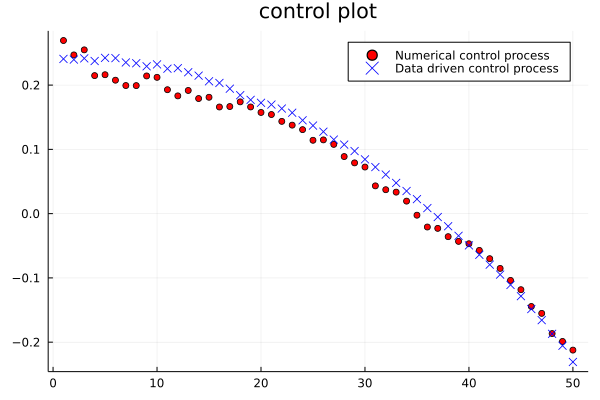 control plot
Numerical control process
Data driven control process
0.2
0.1
0.0
−0.1
−0.2
0 10 20 30 40 50